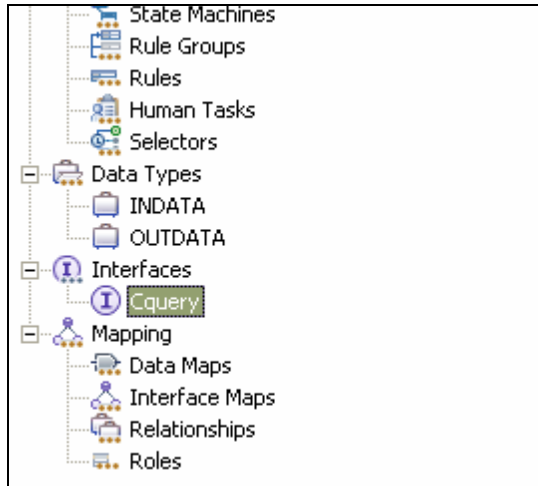 State Machines
Rule Groups
Rules
Human Tasks
Selectors
Data Types
INDATA
OUTDATA
Interfaces
Cquery
Mapping
Data Maps
Interface Maps
Relationships
Roles